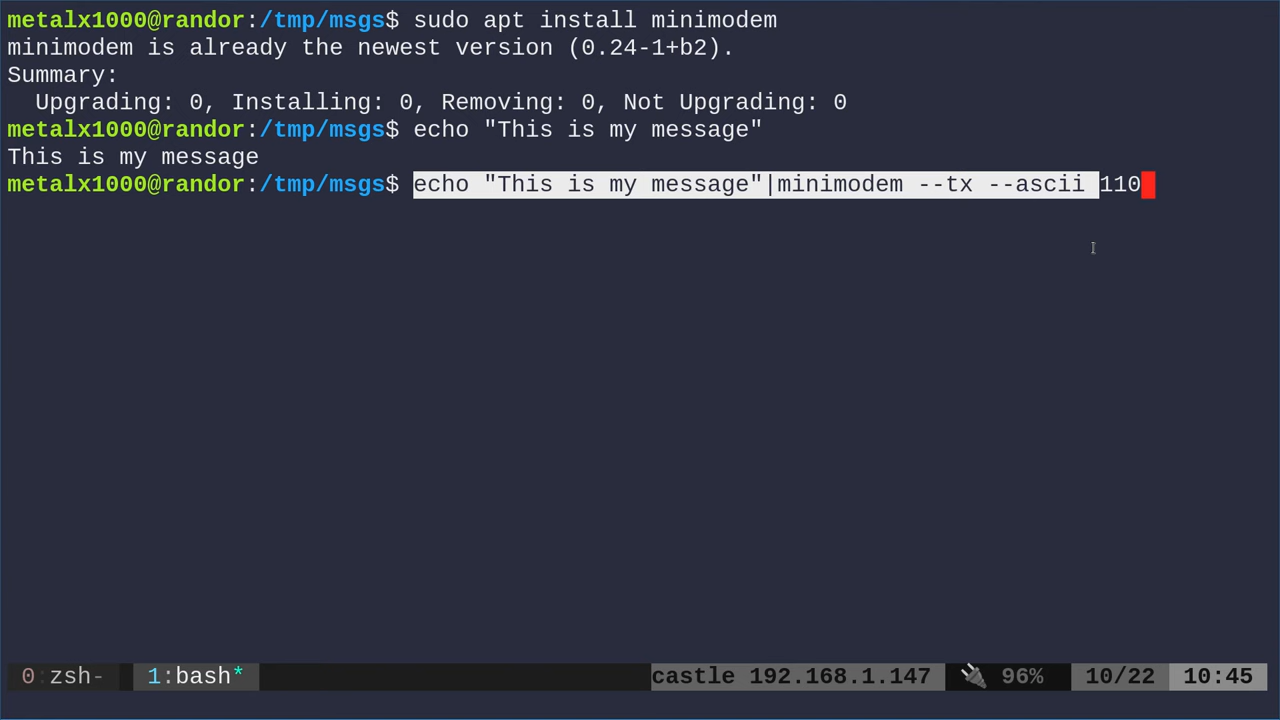 metalx1000@randor:/tmp/msgs$ sudo apt install minimodem
minimodem is already the newest version (0.24-1+b2).
Summary:
  Upgrading: 0, Installing: 0, Removing: 0, Not Upgrading: 0
metalx1000@randor:/tmp/msgs$ echo "This is my message"
This is my message
metalx1000@randor:/tmp/msgs$ echo "This is my message"|minimodem --tx --ascii 110
0:zsh- 1:bash* castle 192.168.1.147 🔌 96% 10/22 10:45